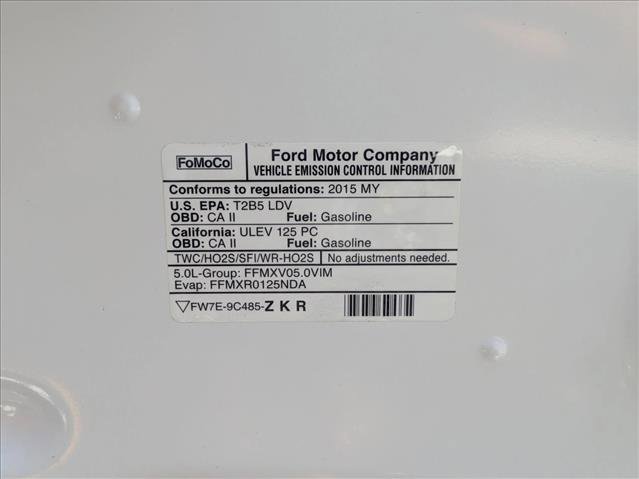 FoMoCo
Ford Motor Company
VEHICLE EMISSION CONTROL INFORMATION
Conforms to regulations: 2015 MY
U.S. EPA: T2B5 LDV
OBD: CA II Fuel: Gasoline
California: ULEV 125 PC
OBD: CA II Fuel: Gasoline
TWC/HO2S/SFI/WR-HO2S No adjustments needed.
5.0L-Group: FFMXV05.0VIM
Evap: FFMXR0125NDA
FW7E-9C485-Z K R